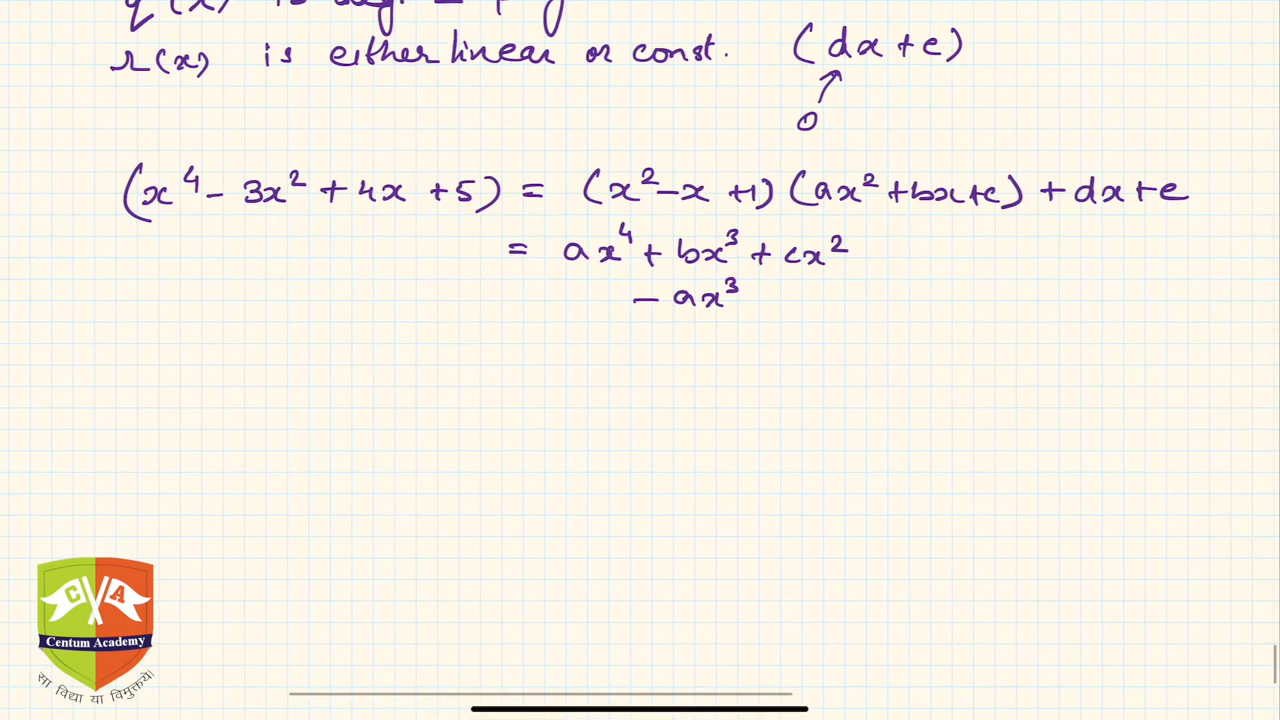 r(x) is either linear or const. (dx + e)
0
(x⁴ - 3x² + 4x + 5) = (x² - x + 1) (ax² + bx + c) + dx + e
= ax⁴ + bx³ + cx²
- ax³
C A
Centum Academy
सा विद्या या विमुक्तये।